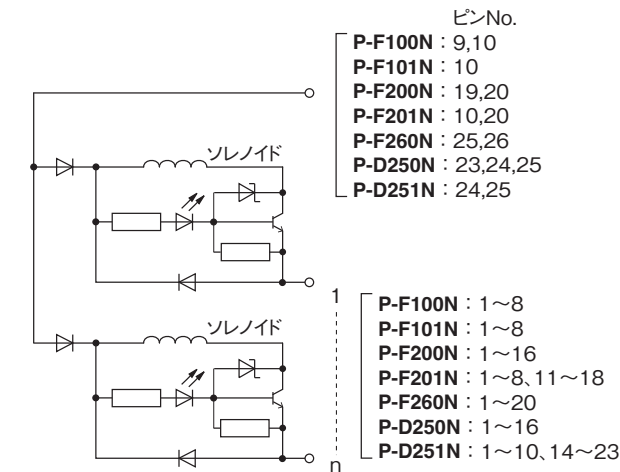 ピンNo.
P-F100N：9,10
P-F101N：10
P-F200N：19,20
P-F201N：10,20
P-F260N：25,26
P-D250N：23,24,25
P-D251N：24,25
ソレノイド
1
ソレノイド
P-F100N：1～8
P-F101N：1～8
P-F200N：1～16
P-F201N：1～8、11～18
P-F260N：1～20
P-D250N：1～16
P-D251N：1～10、14～23
n